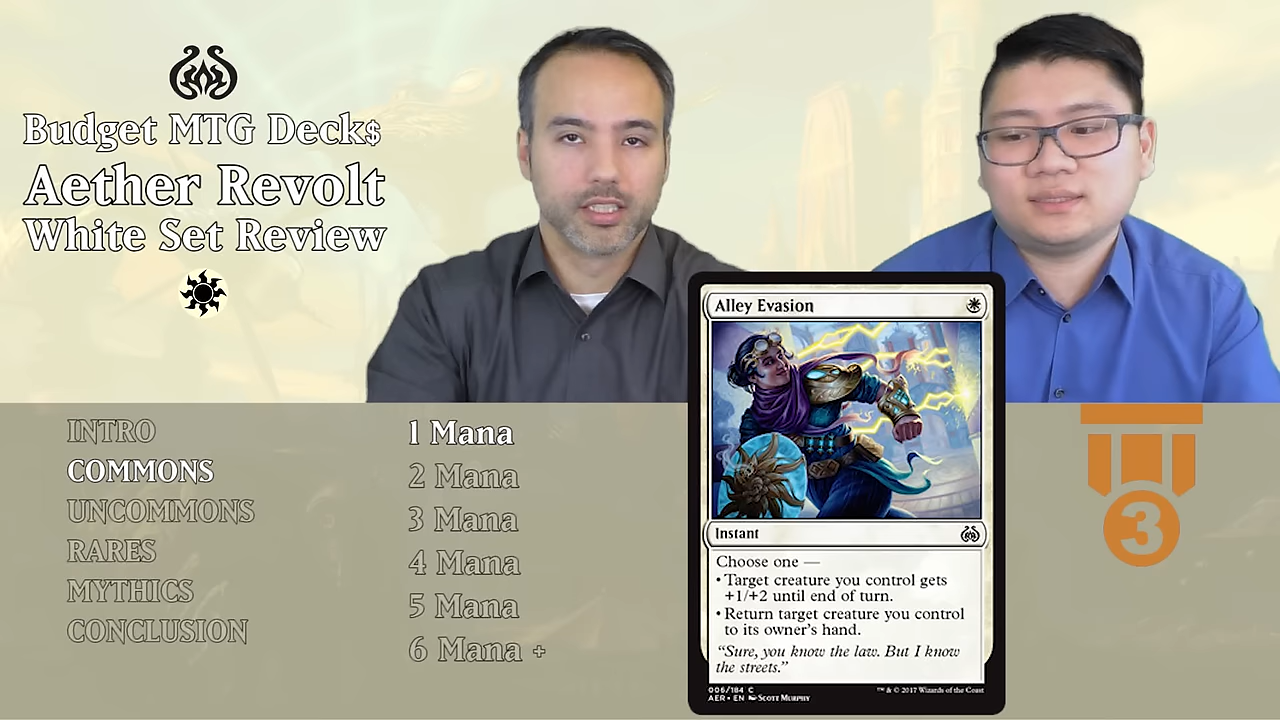 Budget MTG Deck$
Aether Revolt
White Set Review
INTRO
COMMONS
UNCOMMONS
RARES
MYTHICS
CONCLUSION
1 Mana
2 Mana
3 Mana
4 Mana
5 Mana
6 Mana +
Alley Evasion
Instant
Choose one —
• Target creature you control gets
+1/+2 until end of turn.
• Return target creature you control
to its owner's hand.
"Sure, you know the law. But I know
the streets."
006/184 C
AER • EN Scott Murphy
™ & © 2017 Wizards of the Coast
3